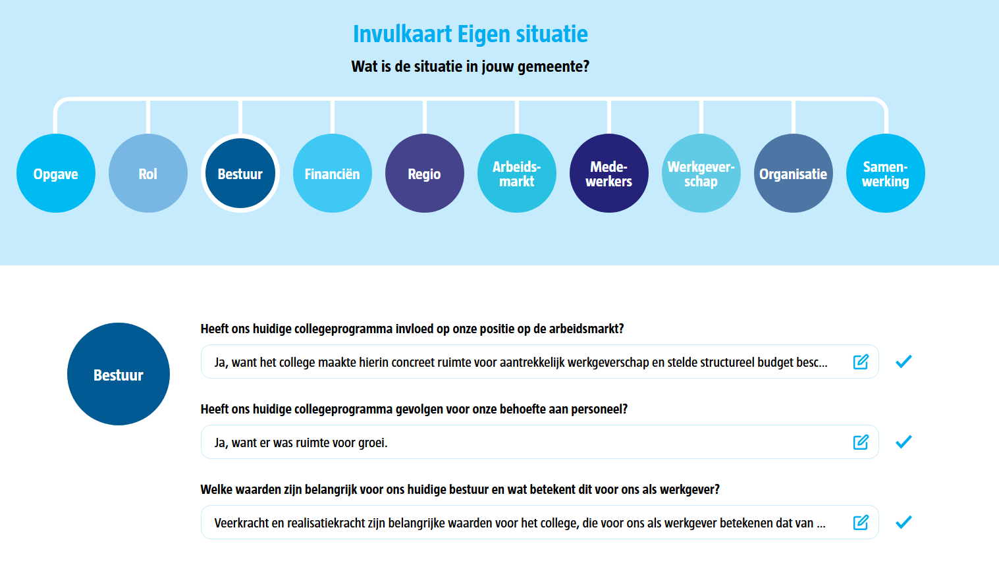 Invulkaart Eigen situatie
Wat is de situatie in jouw gemeente?
Opgave
Rol
Bestuur
Financiën
Regio
Arbeids-
markt
Mede-
werkers
Werkgever-
schap
Organisatie
Samen-
werking
Bestuur
Heeft ons huidige collegeprogramma invloed op onze positie op de arbeidsmarkt?
Ja, want het college maakte hierin concreet ruimte voor aantrekkelijk werkgeverschap en stelde structureel budget besc...
Heeft ons huidige collegeprogramma gevolgen voor onze behoefte aan personeel?
Ja, want er was ruimte voor groei.
Welke waarden zijn belangrijk voor ons huidige bestuur en wat betekent dit voor ons als werkgever?
Veerkracht en realisatiekracht zijn belangrijke waarden voor het college, die voor ons als werkgever betekenen dat van ...